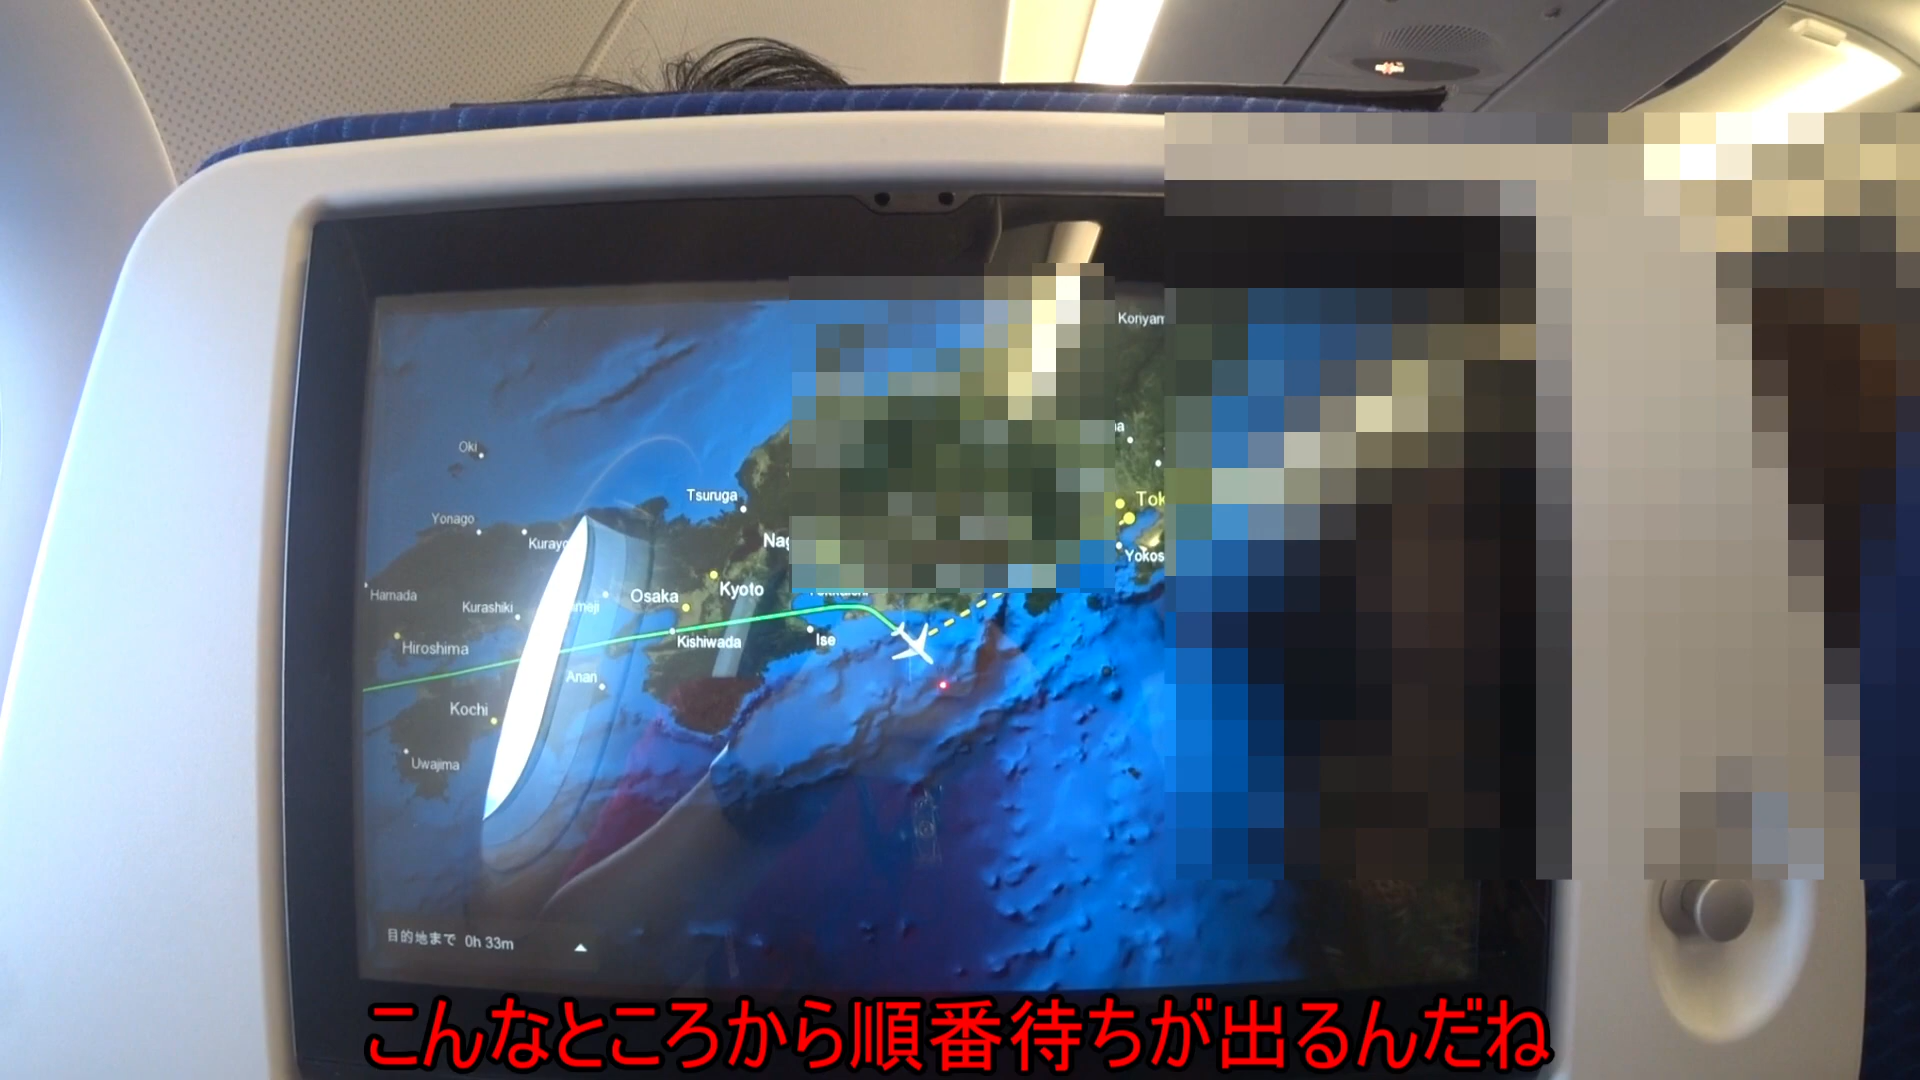 Koriyam
Oki
Tsuruga
Yonago
Kurayo
Nag
Tok
Yokos
Kyoto
Osaka
Hamada
Kurashiki
meji
Ise
Kishiwada
Hiroshima
Anan
Kochi
Uwajima
目的地まで 0h 33m
こんなところから順番待ちが出るんだね